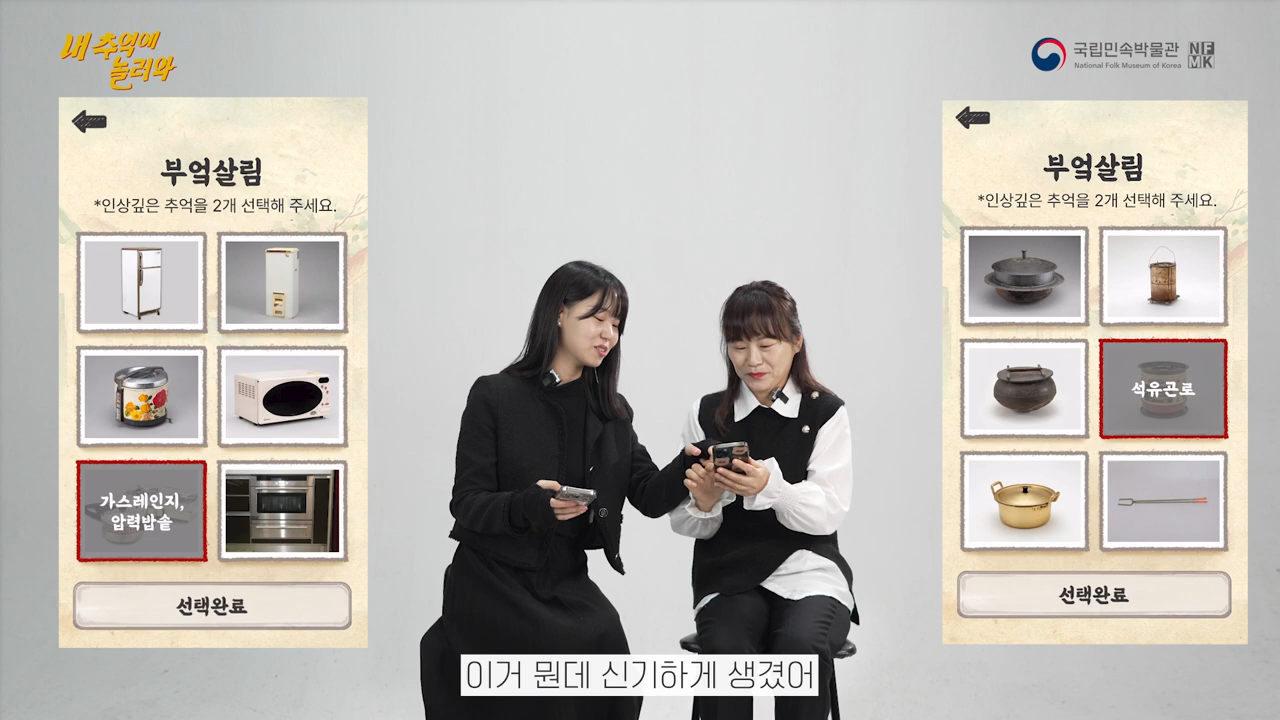 내 추억에
놀러와
국립민속박물관
National Folk Museum of Korea
NF
MK
부엌살림
*인상깊은 추억을 2개 선택해 주세요.
가스레인지,
압력밥솥
선택완료
부엌살림
*인상깊은 추억을 2개 선택해 주세요.
석유곤로
선택완료
이거 뭔데 신기하게 생겼어